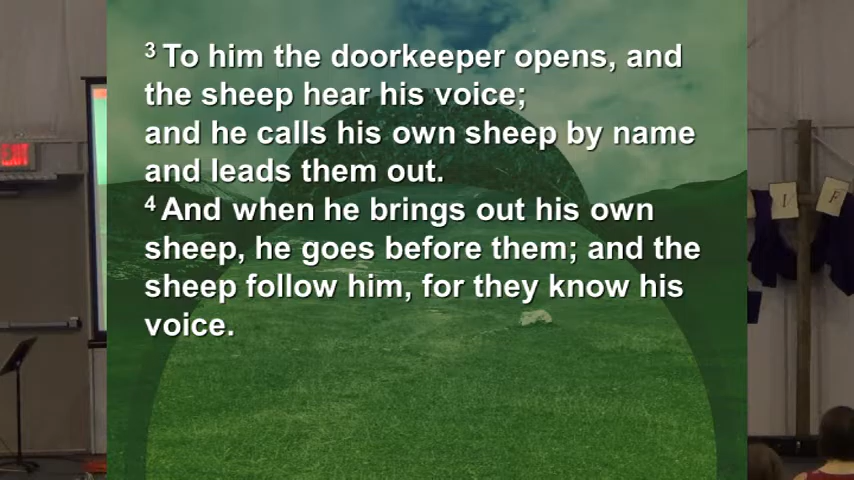 3 To him the doorkeeper opens, and
the sheep hear his voice;
and he calls his own sheep by name
and leads them out.
4 And when he brings out his own
sheep, he goes before them; and the
sheep follow him, for they know his
voice.
EXIT
I
F